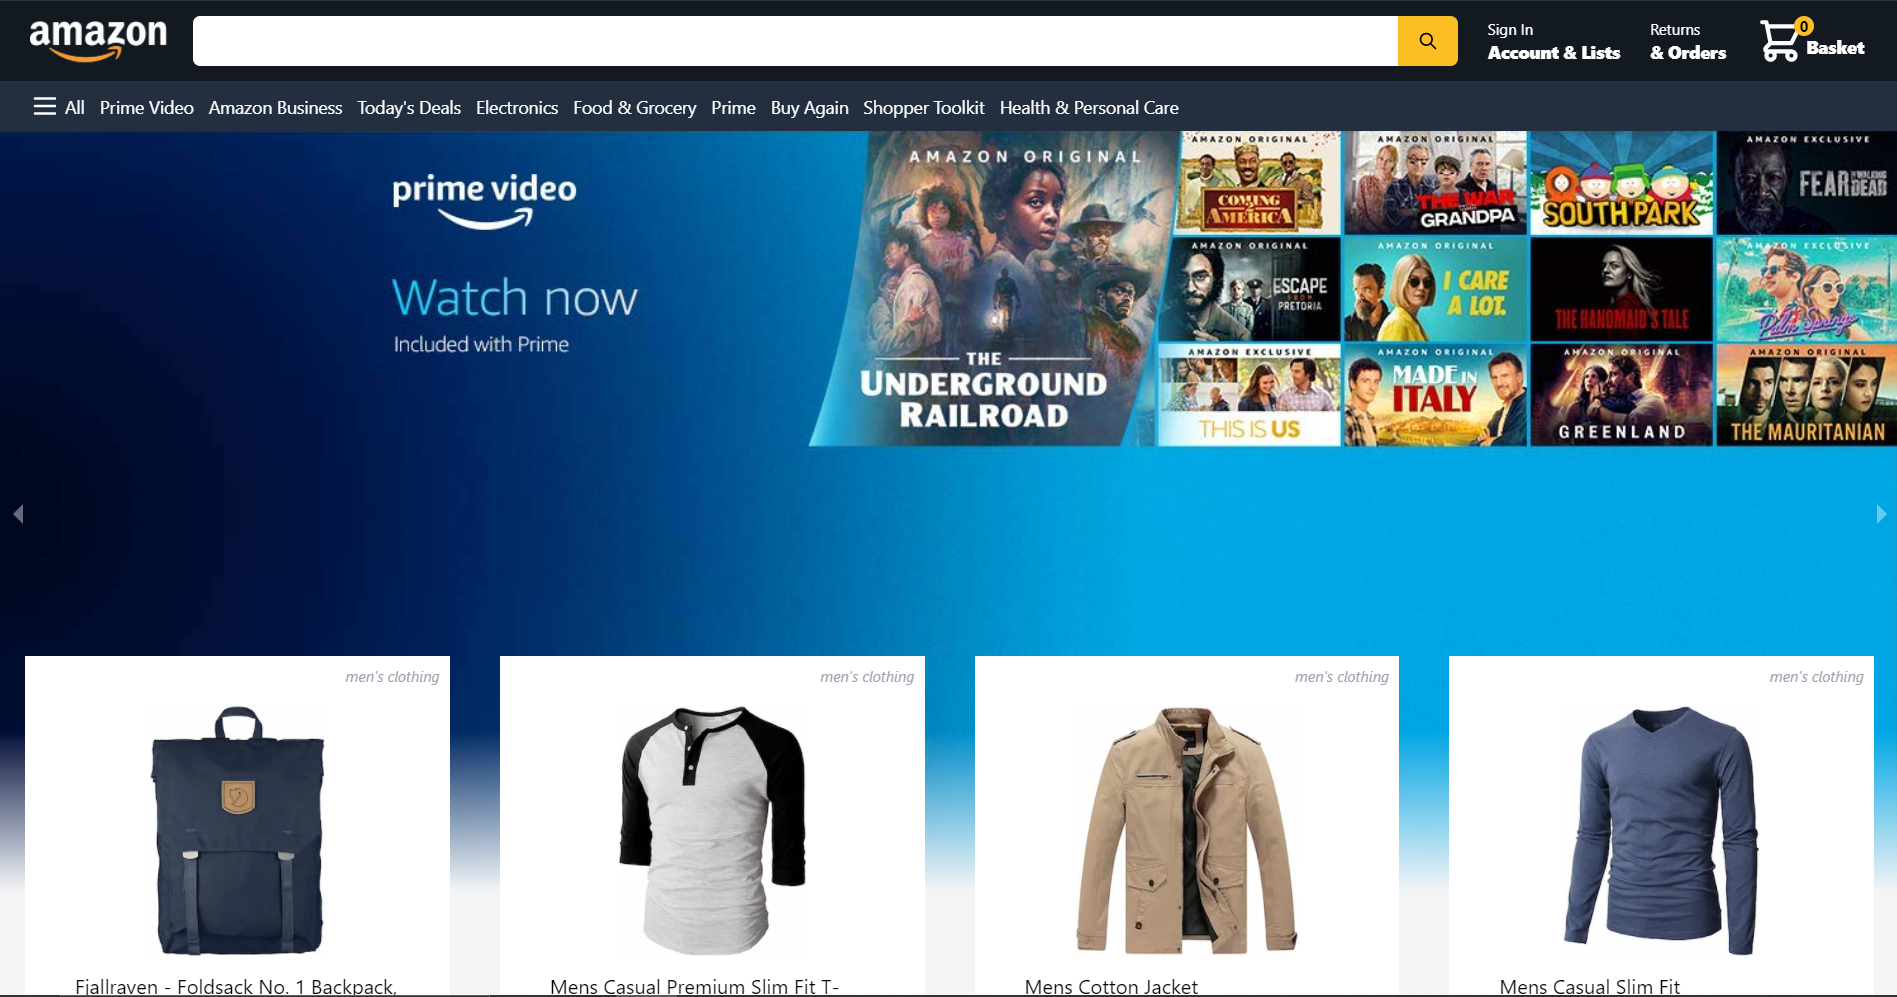 amazon
Sign In
Account & Lists
Returns
& Orders
0
Basket
All Prime Video Amazon Business Today's Deals Electronics Food & Grocery Prime Buy Again Shopper Toolkit Health & Personal Care
prime video
Watch now
Included with Prime
AMAZON ORIGINAL
THE
UNDERGROUND
RAILROAD
AMAZON ORIGINAL
COMING
2
AMERICA
AMAZON ORIGINAL
THE WAR
GRANDPA
SOUTH PARK
AMAZON EXCLUSIVE
FEAR THE WALKING DEAD
AMAZON ORIGINAL
ESCAPE
FROM
PRETORIA
AMAZON ORIGINAL
I CARE
A LOT.
THE HANDMAID'S TALE
AMAZON EXCLUSIVE
Palm Springs
AMAZON EXCLUSIVE
THIS IS US
AMAZON ORIGINAL
MADE IN
ITALY
AMAZON ORIGINAL
GREENLAND
AMAZON ORIGINAL
THE MAURITANIAN
men's clothing
Fjallraven - Foldsack No. 1 Backpack,
men's clothing
Mens Casual Premium Slim Fit T-
men's clothing
Mens Cotton Jacket
men's clothing
Mens Casual Slim Fit